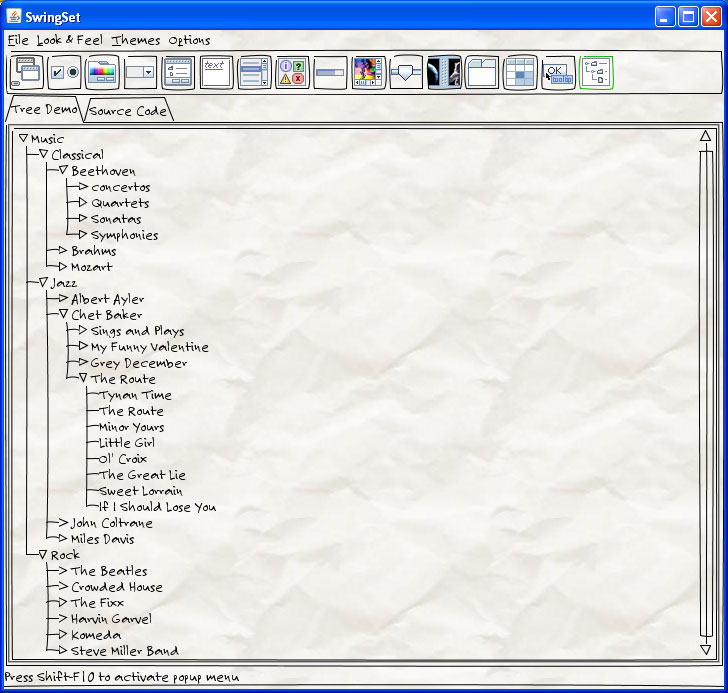 SwingSet
File Look & Feel Themes Options
text
OK
tooltip
Tree Demo Source Code
Music
Classical
Beethoven
concertos
Quartets
Sonatas
Symphonies
Brahms
Mozart
Jazz
Albert Ayler
Chet Baker
Sings and Plays
My Funny Valentine
Grey December
The Route
Tynan Time
The Route
Minor Yours
Little Girl
Ol' Croix
The Great Lie
Sweet Lorrain
If I Should Lose You
John Coltrane
Miles Davis
Rock
The Beatles
Crowded House
The Fixx
Harvin Garvel
Komeda
Steve Miller Band
Press Shift-F10 to activate popup menu